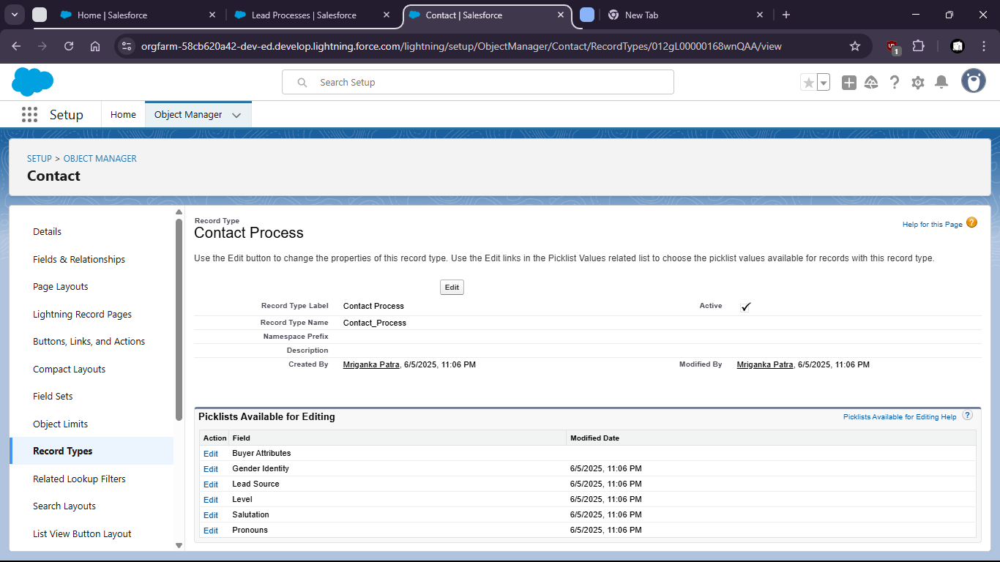 Home | Salesforce
Lead Processes | Salesforce
Contact | Salesforce
New Tab
orgfarm-58cb620a42-dev-ed.develop.lightning.force.com/lightning/setup/ObjectManager/Contact/RecordTypes/012gL00000168wnQAA/view
1
Search Setup
Setup
Home
Object Manager
SETUP > OBJECT MANAGER
Contact
Details
Fields & Relationships
Page Layouts
Lightning Record Pages
Buttons, Links, and Actions
Compact Layouts
Field Sets
Object Limits
Record Types
Related Lookup Filters
Search Layouts
List View Button Layout
Record Type
Contact Process
Help for this Page ?
Use the Edit button to change the properties of this record type. Use the Edit links in the Picklist Values related list to choose the picklist values available for records with this record type.
Edit
Record Type Label Contact Process Active
Record Type Name Contact_Process
Namespace Prefix
Description
Created By Mriganka Patra, 6/5/2025, 11:06 PM Modified By Mriganka Patra, 6/5/2025, 11:06 PM
Picklists Available for Editing
Picklists Available for Editing Help ?
Action Field Modified Date
Edit Buyer Attributes
Edit Gender Identity 6/5/2025, 11:06 PM
Edit Lead Source 6/5/2025, 11:06 PM
Edit Level 6/5/2025, 11:06 PM
Edit Salutation 6/5/2025, 11:06 PM
Edit Pronouns 6/5/2025, 11:06 PM